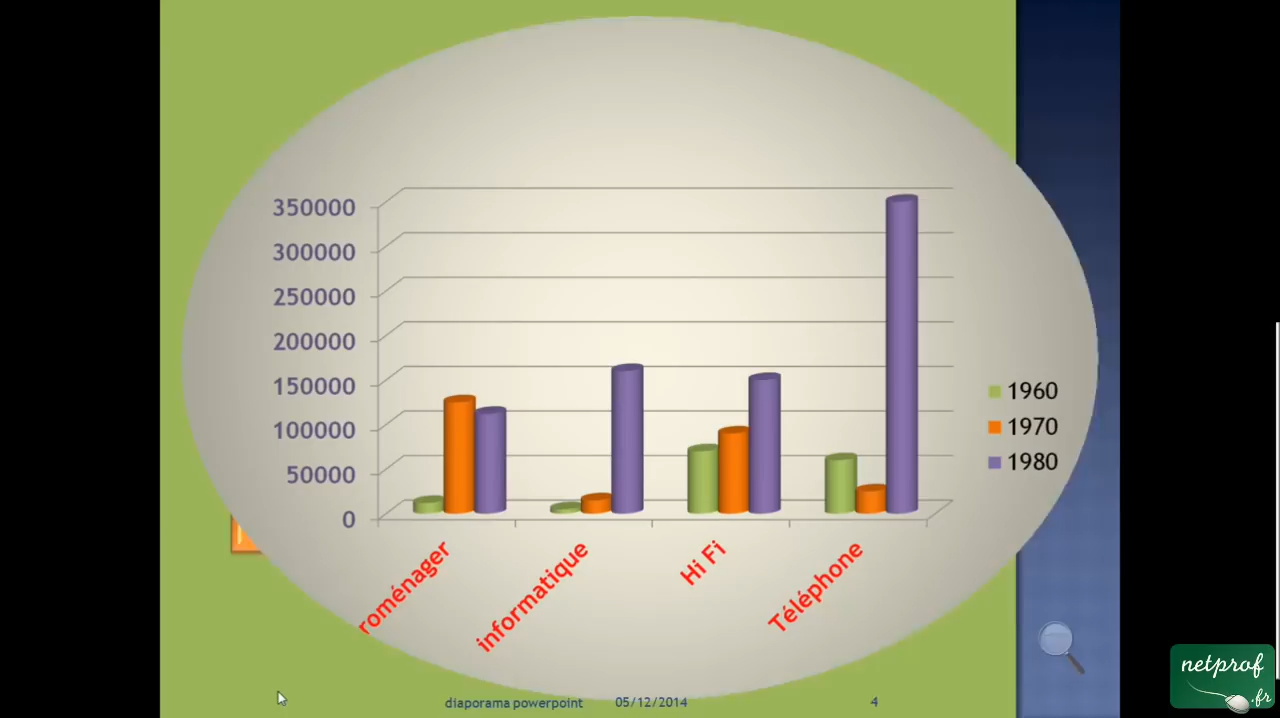 350000
300000
250000
200000
150000
100000
50000
0
1960
1970
1980
roménager
informatique
Hi Fi
Téléphone
diaporama powerpoint 05/12/2014 4
netprof
.fr